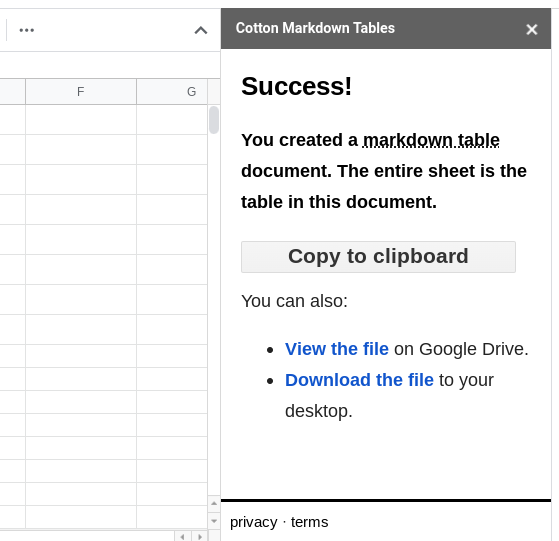 Cotton Markdown Tables
×
F
G
Success!
You created a markdown table
document. The entire sheet is the
table in this document.
Copy to clipboard
You can also:
• View the file on Google Drive.
• Download the file to your
desktop.
privacy · terms